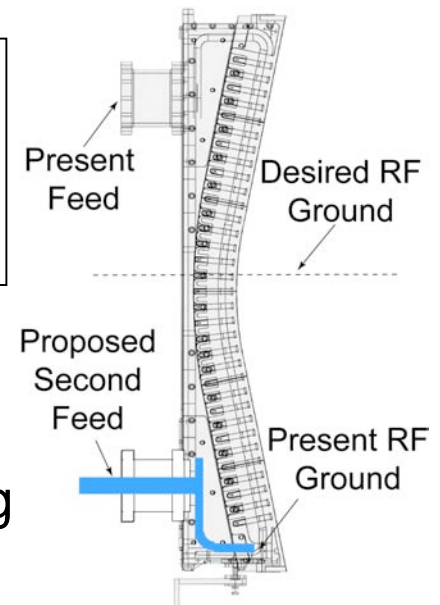 Present
Feed
Desired RF
Ground
Proposed
Second
Feed
Present RF
Ground
g